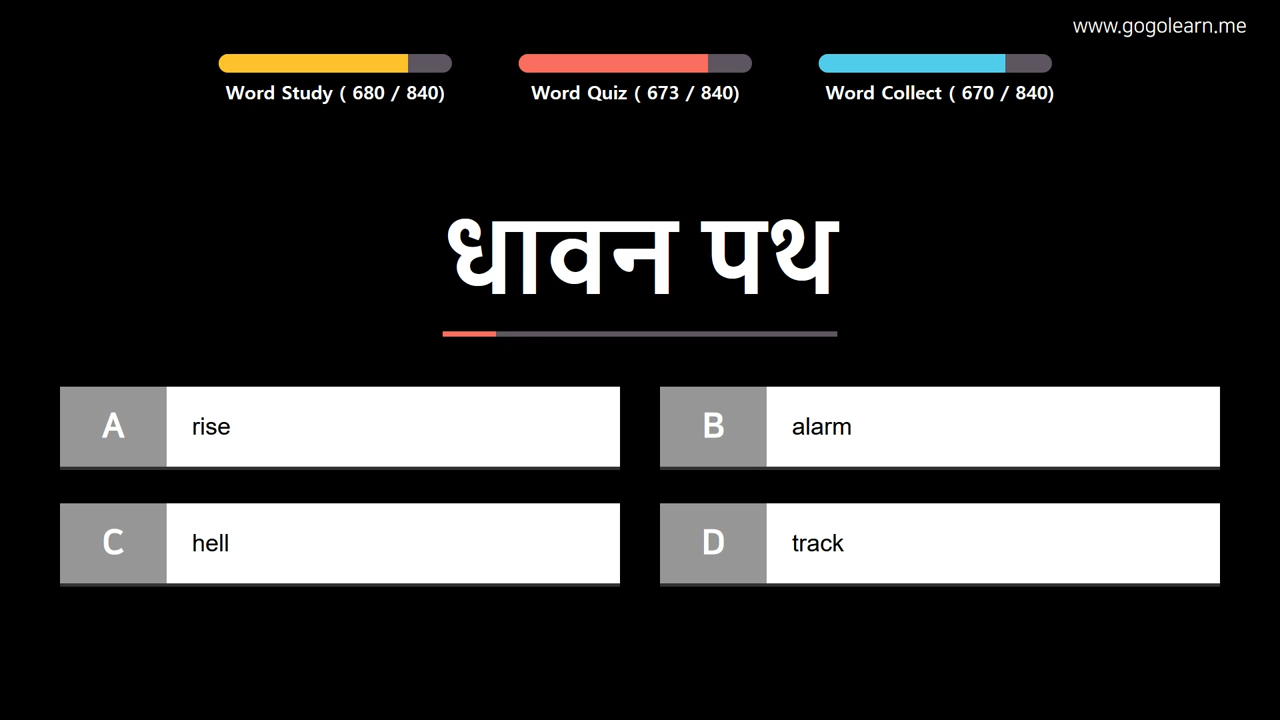 www.gogolearn.me
Word Study ( 680 / 840)
Word Quiz ( 673 / 840)
Word Collect ( 670 / 840)
धावन पथ
A rise
B alarm
C hell
D track